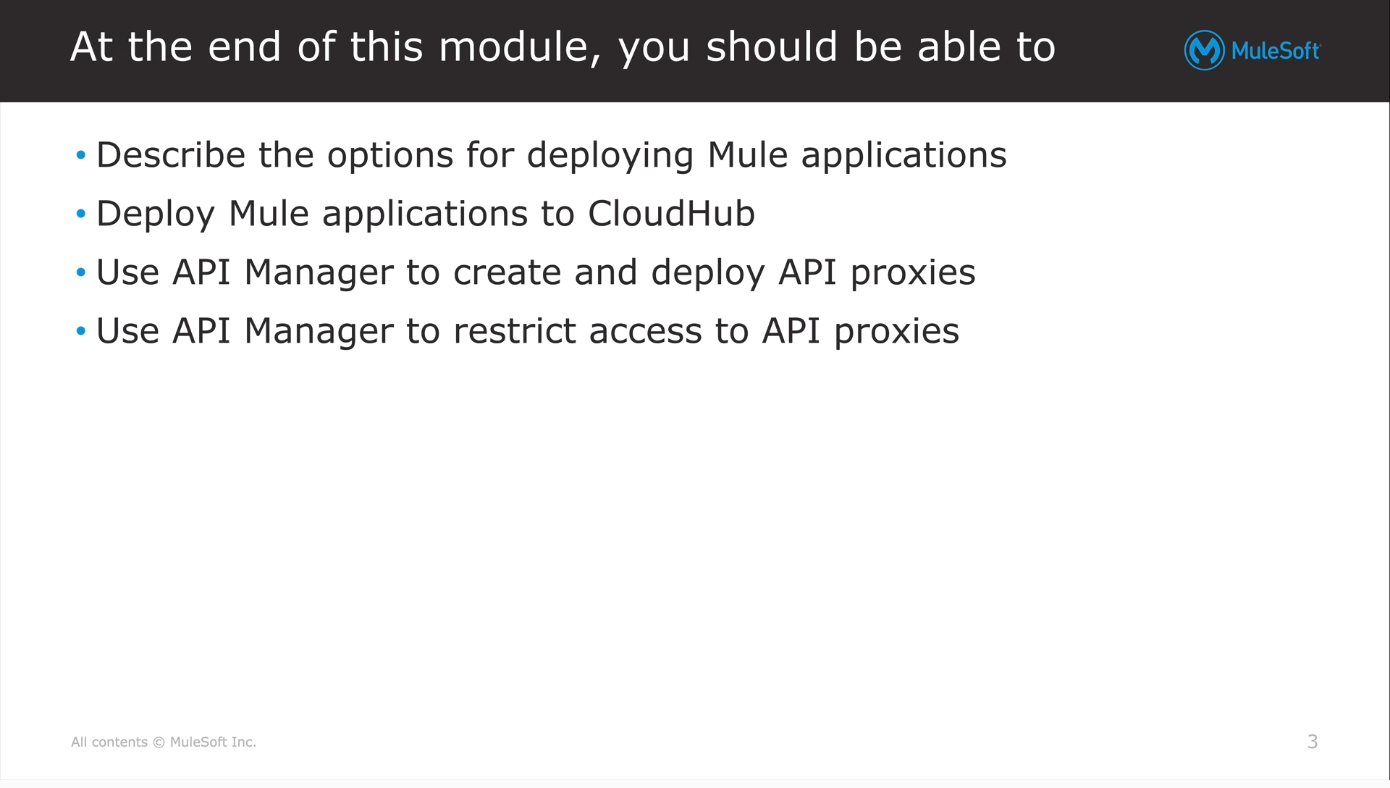 At the end of this module, you should be able to
MuleSoft
• Describe the options for deploying Mule applications
• Deploy Mule applications to CloudHub
• Use API Manager to create and deploy API proxies
• Use API Manager to restrict access to API proxies
All contents © MuleSoft Inc.
3